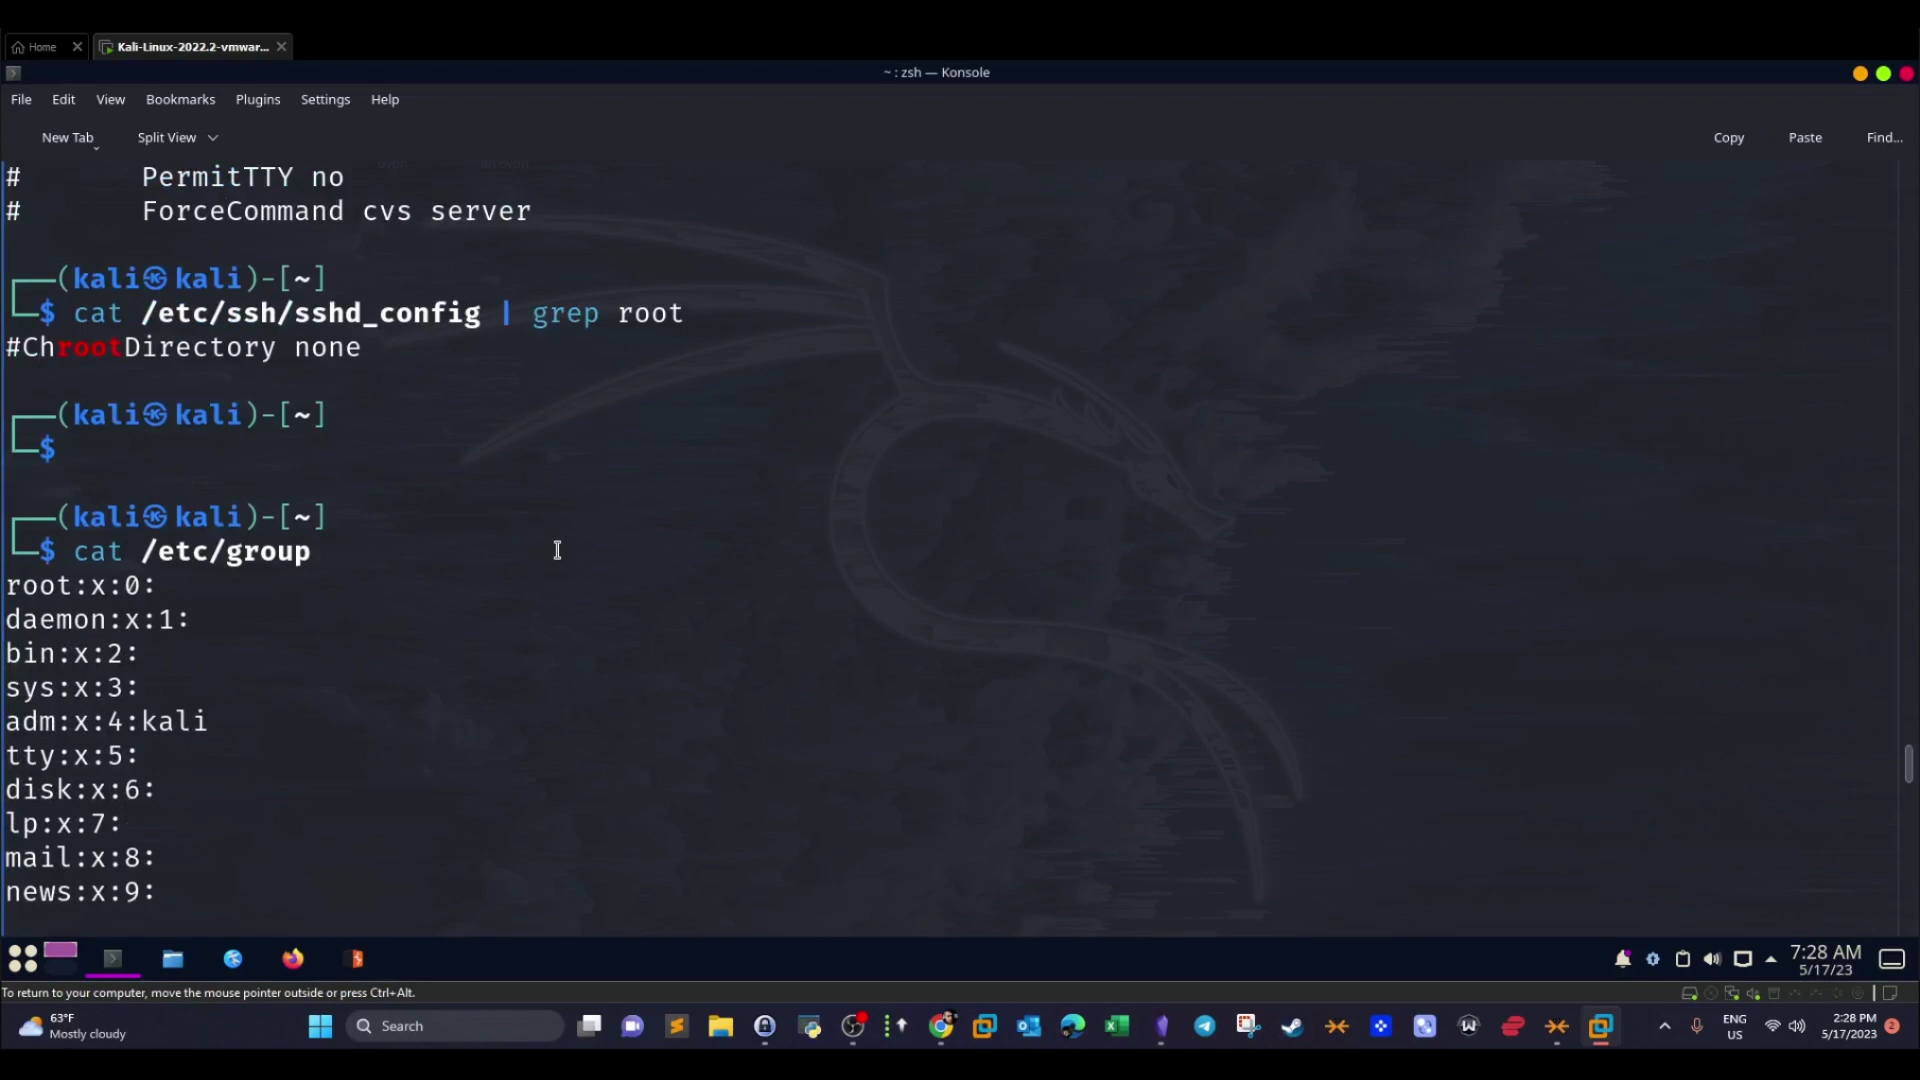 Home
Kali-Linux-2022.2-vmwar...
~ : zsh — Konsole
File Edit View Bookmarks Plugins Settings Help
New Tab Split View Copy Paste Find...
# PermitTTY no
# ForceCommand cvs server
┌──(kali㉿kali)-[~]
└─$ cat /etc/ssh/sshd_config | grep root
#ChrootDirectory none
┌──(kali㉿kali)-[~]
└─$
┌──(kali㉿kali)-[~]
└─$ cat /etc/group
root:x:0:
daemon:x:1:
bin:x:2:
sys:x:3:
adm:x:4:kali
tty:x:5:
disk:x:6:
lp:x:7:
mail:x:8:
news:x:9:
7:28 AM
5/17/23
To return to your computer, move the mouse pointer outside or press Ctrl+Alt.
63°F
Mostly cloudy
Search
ENG
US
2:28 PM
5/17/2023
2